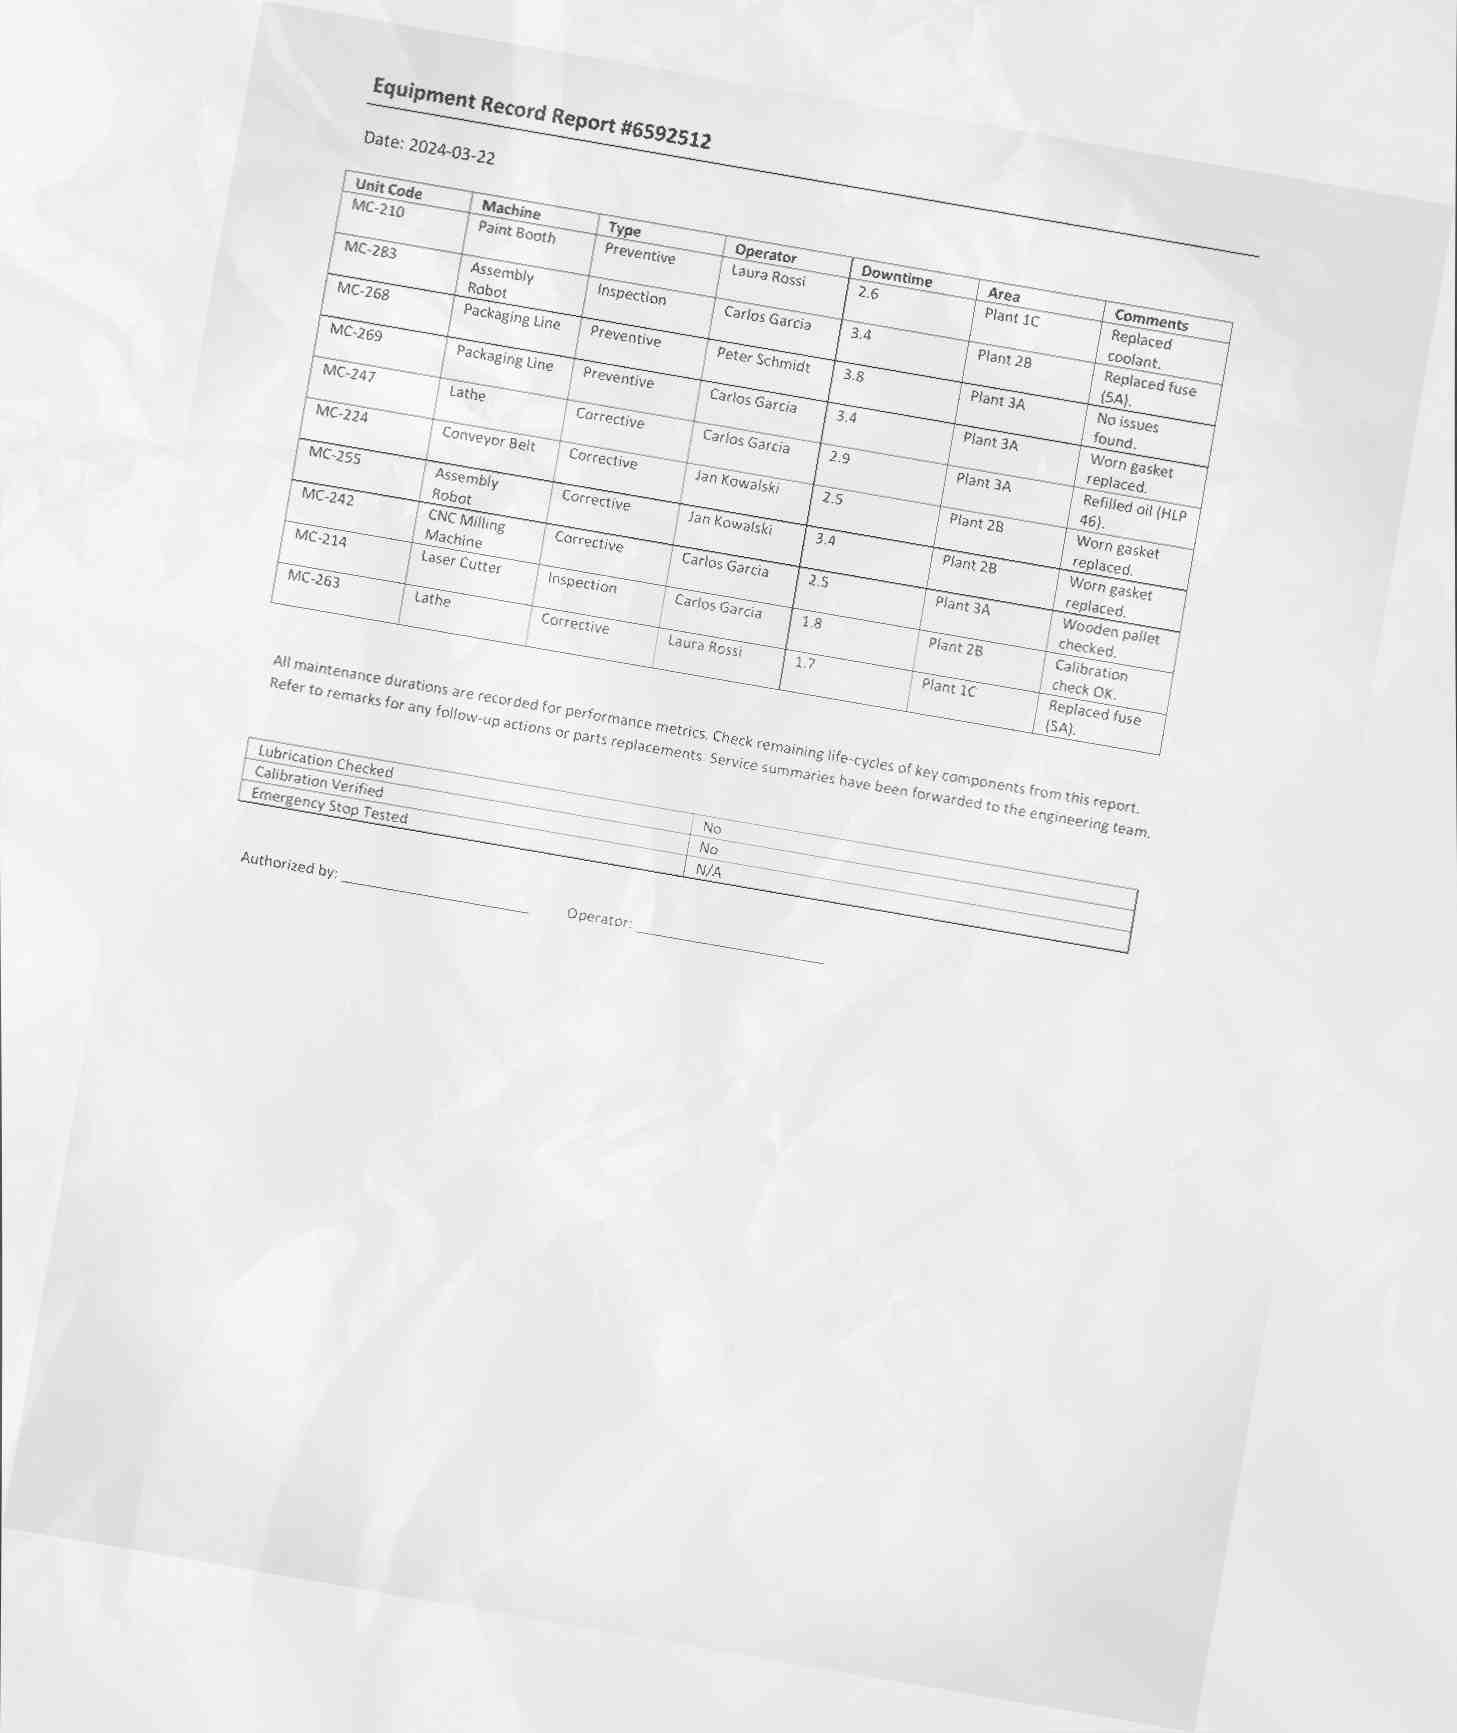 Equipment Record Report #6592512
Date: 2024-03-22
Unit Code Machine Type Operator Downtime Area Comments
MC-210 Paint Booth Preventive Laura Rossi 2.6 Plant 1C Replaced
coolant.
MC-283 Assembly Inspection Carlos Garcia 3.4 Plant 2B Replaced fuse
Robot (5A).
MC-268 Packaging Line Preventive Peter Schmidt 3.8 Plant 3A No issues
found.
MC-269 Packaging Line Preventive Carlos Garcia 3.4 Plant 3A Worn gasket
replaced.
MC-247 Lathe Corrective Carlos Garcia 2.9 Plant 3A Refilled oil (HLP
46).
MC-224 Conveyor Belt Corrective Jan Kowalski 2.5 Plant 2B Worn gasket
replaced.
MC-255 Assembly Corrective Jan Kowalski 3.4 Plant 2B Worn gasket
Robot replaced.
MC-242 CNC Milling Corrective Carlos Garcia 2.5 Plant 3A Wooden pallet
Machine checked.
MC-214 Laser Cutter Inspection Carlos Garcia 1.8 Plant 2B Calibration
check OK.
MC-263 Lathe Corrective Laura Rossi 1.7 Plant 1C Replaced fuse
(5A).
All maintenance durations are recorded for performance metrics. Check remaining life-cycles of key components from this report.
Refer to remarks for any follow-up actions or parts replacements. Service summaries have been forwarded to the engineering team.
Lubrication Checked No
Calibration Verified No
Emergency Stop Tested N/A
Authorized by: ____________________ Operator: ____________________